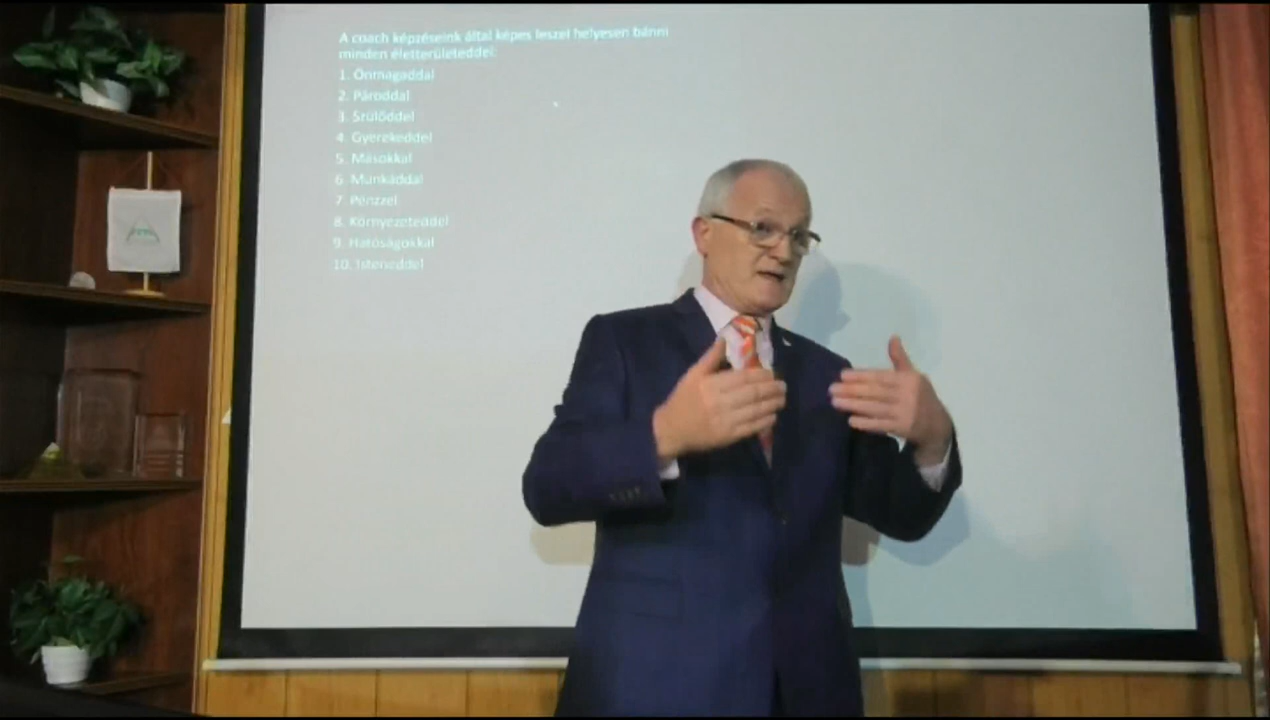 A coach képzéseink által képes leszel helyesen bánni
minden életterületeddel:
1. Önmagaddal
2. Pároddal
3. Szülőddel
4. Gyerekeddel
5. Másokkal
6. Munkáddal
7. Pénzzel
8. Környezeteddel
9. Hatóságokkal
10. Isteneddel